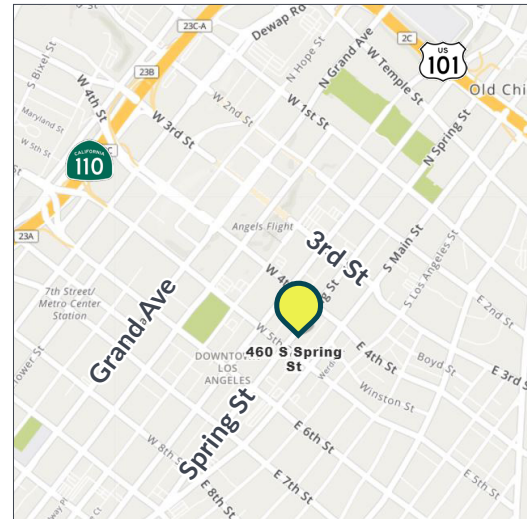 23C-A
Dewap Rd
2C
US
101
N Grand Ave
N Hope St
W Temple St
S Bixel St
23B
Old Chi
W 4th St
W 2nd St
W 1st St
Maryland St
W 3rd St
N Spring St
W 5th St
CALIFORNIA
110
23A
Angels Flight
3rd St
S Main St
S Los Angeles St
7th Street/
Metro Center
Station
Grand Ave
W 4th
E 2nd St
460 S Spring
St
W 5th
DOWNTO
LOS
ANGELES
E 4th St
Boyd St
E 3rd S
Winston St
Spring St
W 8th St
E 6th St
E 5th St
E 7th St
E 8th St